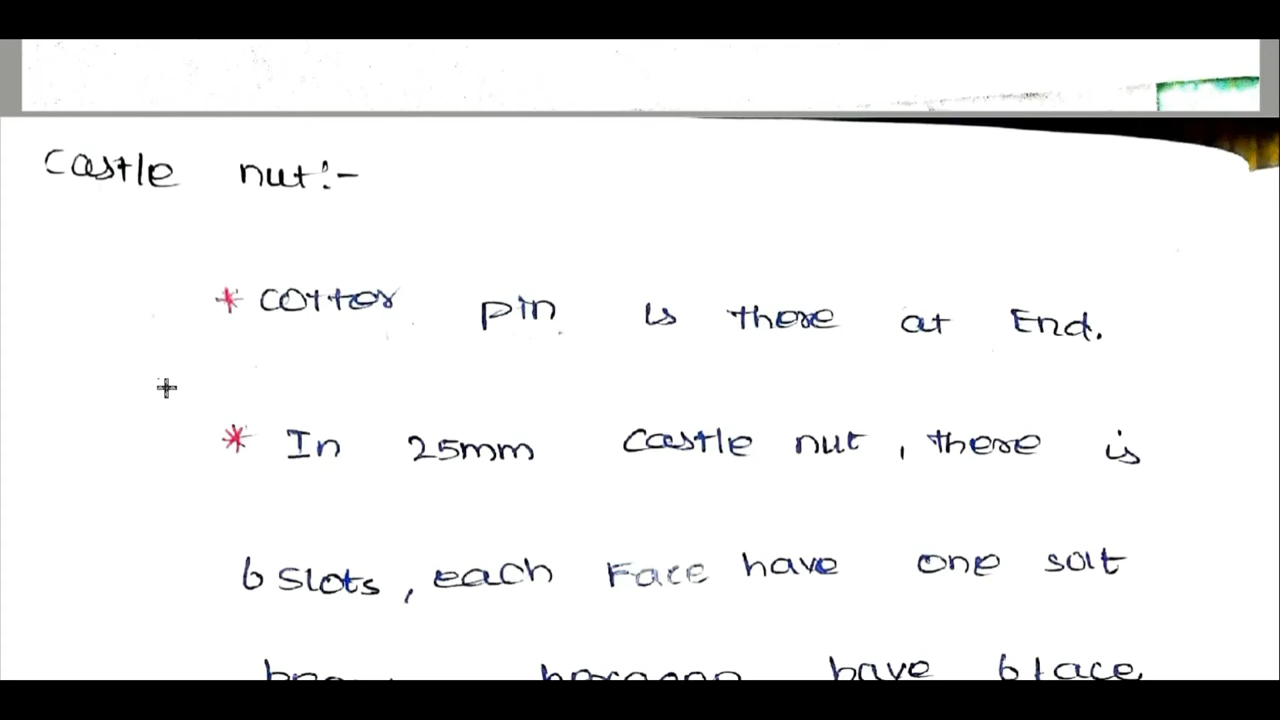 Castle nut:-
* cotter pin is there at End.
* In 25mm Castle nut, there is
6 slots, each Face have one solt
hexagon have 6 face